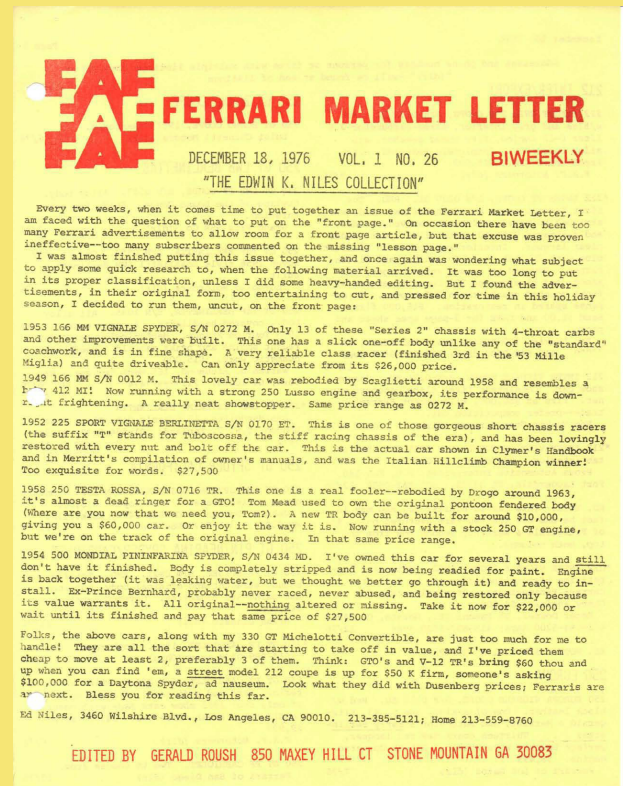 FAF
FAF
FAF
FERRARI MARKET LETTER
DECEMBER 18, 1976 VOL. 1 NO. 26 BIWEEKLY
"THE EDWIN K. NILES COLLECTION"
Every two weeks, when it comes time to put together an issue of the Ferrari Market Letter, I
am faced with the question of what to put on the "front page." On occasion there have been too
many Ferrari advertisements to allow room for a front page article, but that excuse was proven
ineffective--too many subscribers commented on the missing "lesson page."
I was almost finished putting this issue together, and once again was wondering what subject
to apply some quick research to, when the following material arrived. It was too long to put
in its proper classification, unless I did some heavy-handed editing. But I found the adver-
tisements, in their original form, too entertaining to cut, and pressed for time in this holiday
season, I decided to run them, uncut, on the front page:
1953 166 MM VIGNALE SPYDER, S/N 0272 M. Only 13 of these "Series 2" chassis with 4-throat carbs
and other improvements were built. This one has a slick one-off body unlike any of the "standard"
coachwork, and is in fine shape. A very reliable class racer (finished 3rd in the '53 Mille
Miglia) and quite driveable. Can only appreciate from its $26,000 price.
1949 166 MM S/N 0012 M. This lovely car was rebodied by Scaglietti around 1958 and resembles a
412 MI! Now running with a strong 250 Lusso engine and gearbox, its performance is down-
right frightening. A really neat showstopper. Same price range as 0272 M.
1952 225 SPORT VIGNALE BERLINETTA S/N 0170 ET. This is one of those gorgeous short chassis racers
(the suffix "T" stands for Tuboscossa, the stiff racing chassis of the era), and has been lovingly
restored with every nut and bolt off the car. This is the actual car shown in Clymer's Handbook
and in Merritt's compilation of owner's manuals, and was the Italian Hillclimb Champion winner!
Too exquisite for words. $27,500
1958 250 TESTA ROSSA, S/N 0716 TR. This one is a real fooler--rebodied by Drogo around 1963,
it's almost a dead ringer for a GTO! Tom Mead used to own the original pontoon fendered body
(Where are you now that we need you, Tom?). A new TR body can be built for around $10,000,
giving you a $60,000 car. Or enjoy it the way it is. Now running with a stock 250 GT engine,
but we're on the track of the original engine. In that same price range.
1954 500 MONDIAL PININFARINA SPYDER, S/N 0434 MD. I've owned this car for several years and still
don't have it finished. Body is completely stripped and is now being readied for paint. Engine
is back together (it was leaking water, but we thought we better go through it) and ready to in-
stall. Ex-Prince Bernhard, probably never raced, never abused, and being restored only because
its value warrants it. All original--nothing altered or missing. Take it now for $22,000 or
wait until its finished and pay that same price of $27,500
Folks, the above cars, along with my 330 GT Michelotti Convertible, are just too much for me to
handle! They are all the sort that are starting to take off in value, and I've priced them
cheap to move at least 2, preferably 3 of them. Think: GTO's and V-12 TR's bring $60 thou and
up when you can find 'em, a street model 212 coupe is up for $50 K firm, someone's asking
$100,000 for a Daytona Spyder, ad nauseum. Look what they did with Dusenberg prices; Ferraris are
next. Bless you for reading this far.
Ed Niles, 3460 Wilshire Blvd., Los Angeles, CA 90010. 213-385-5121; Home 213-559-8760
EDITED BY GERALD ROUSH 850 MAXEY HILL CT STONE MOUNTAIN GA 30083